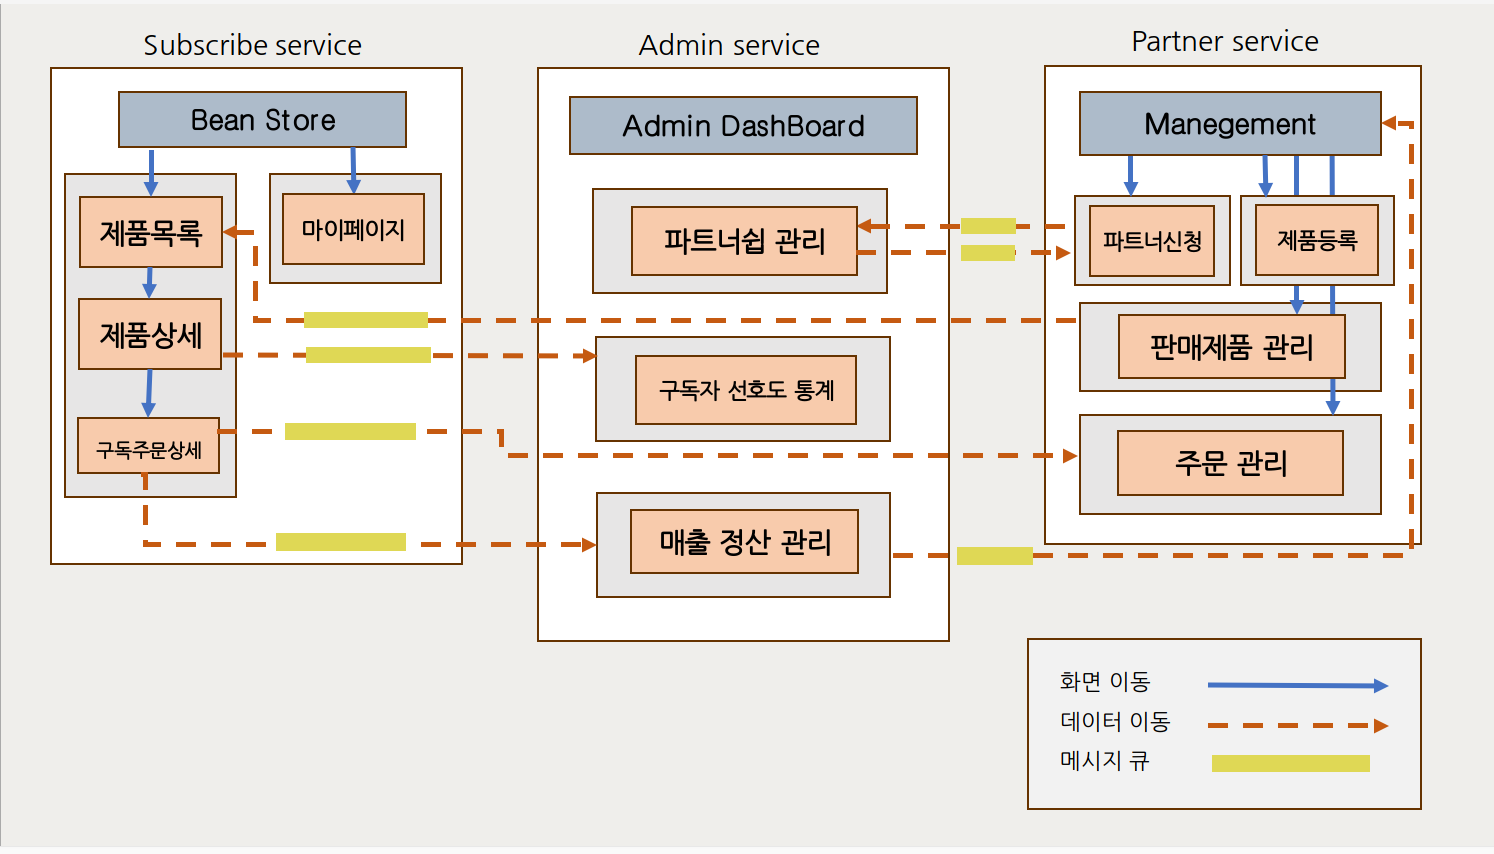 Subscribe service
Bean Store
제품목록
마이페이지
제품상세
구독주문상세
Admin service
Admin DashBoard
파트너쉽 관리
구독자 선호도 통계
매출 정산 관리
Partner service
Manegement
파트너신청
제품등록
판매제품 관리
주문 관리
화면 이동
데이터 이동
메시지 큐